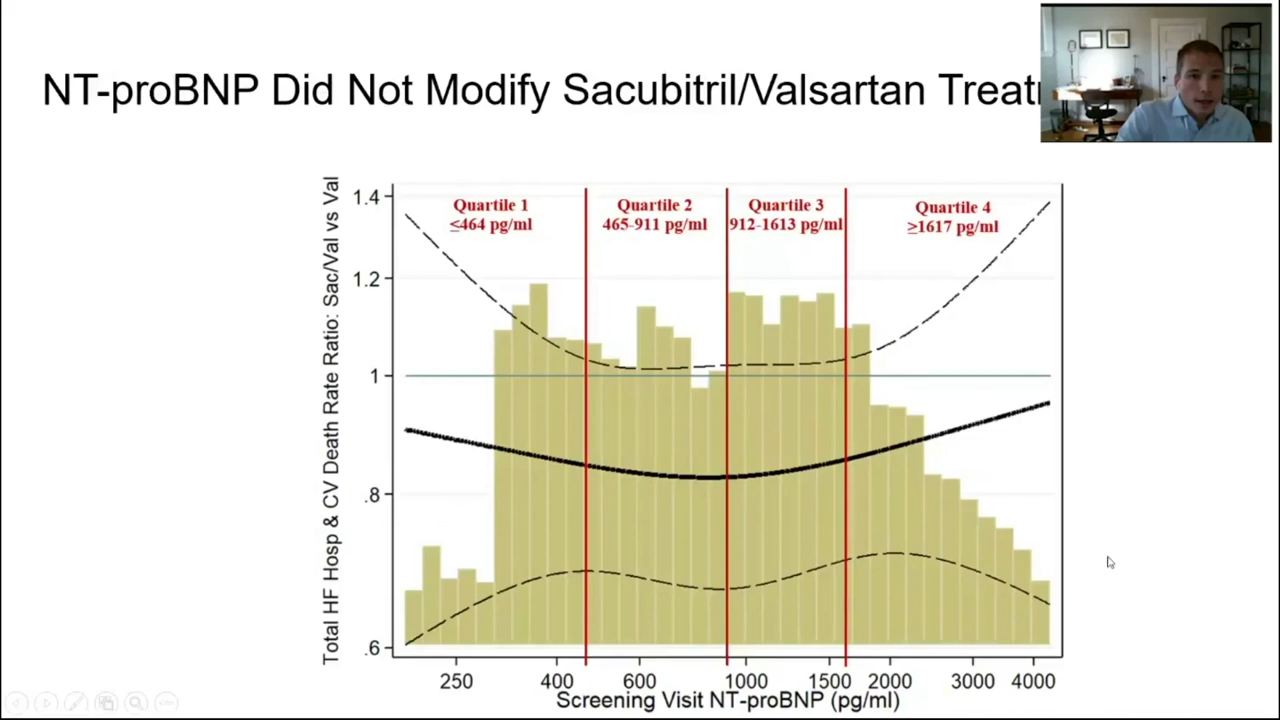 NT-proBNP Did Not Modify Sacubitril/Valsartan
Total HF Hosp & CV Death Rate Ratio: Sac/Val vs Val
1.4
1.2
1
.8
.6
Quartile 1
≤464 pg/ml
Quartile 2
465-911 pg/ml
Quartile 3
912-1613 pg/ml
Quartile 4
≥1617 pg/ml
250 400 600 1000 1500 2000 3000 4000
Screening Visit NT-proBNP (pg/ml)